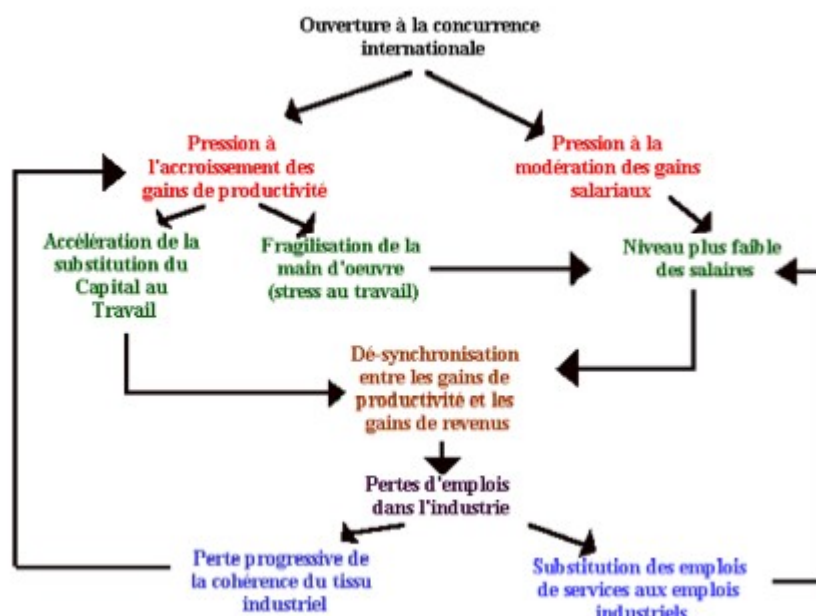 Ouverture à la concurrence
internationale
Pression à
l'accroissement des
gains de productivité
Pression à la
modération des gains
salariaux
Accélération de la
substitution du
Capital au
Travail
Fragilisation de la
main d'oeuvre
(stress au travail)
Niveau plus faible
des salaires
Dé-synchronisation
entre les gains de
productivité et les
gains de revenus
Pertes d'emplois
dans l'industrie
Perte progressive de
la cohérence du tissu
industriel
Substitution des emplois
de services aux emplois
industriels